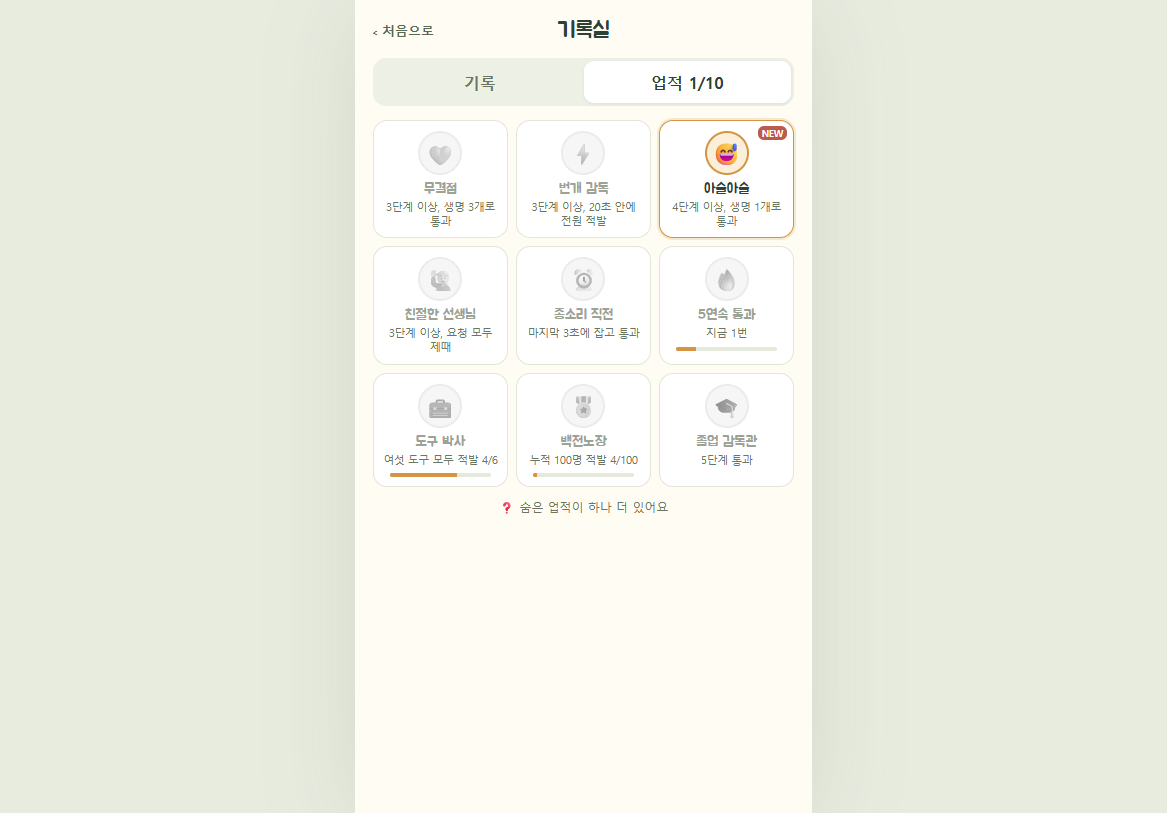 ‹ 처음으로
기록실
기록
업적 1/10
NEW
무결점
3단계 이상, 생명 3개로
통과
번개 감독
3단계 이상, 20초 안에
전원 적발
아슬아슬
4단계 이상, 생명 1개로
통과
친절한 선생님
3단계 이상, 요청 모두
제때
종소리 직전
마지막 3초에 잡고 통과
5연속 통과
지금 1번
도구 박사
여섯 도구 모두 적발 4/6
백전노장
누적 100명 적발 4/100
졸업 감독관
5단계 통과
❓ 숨은 업적이 하나 더 있어요